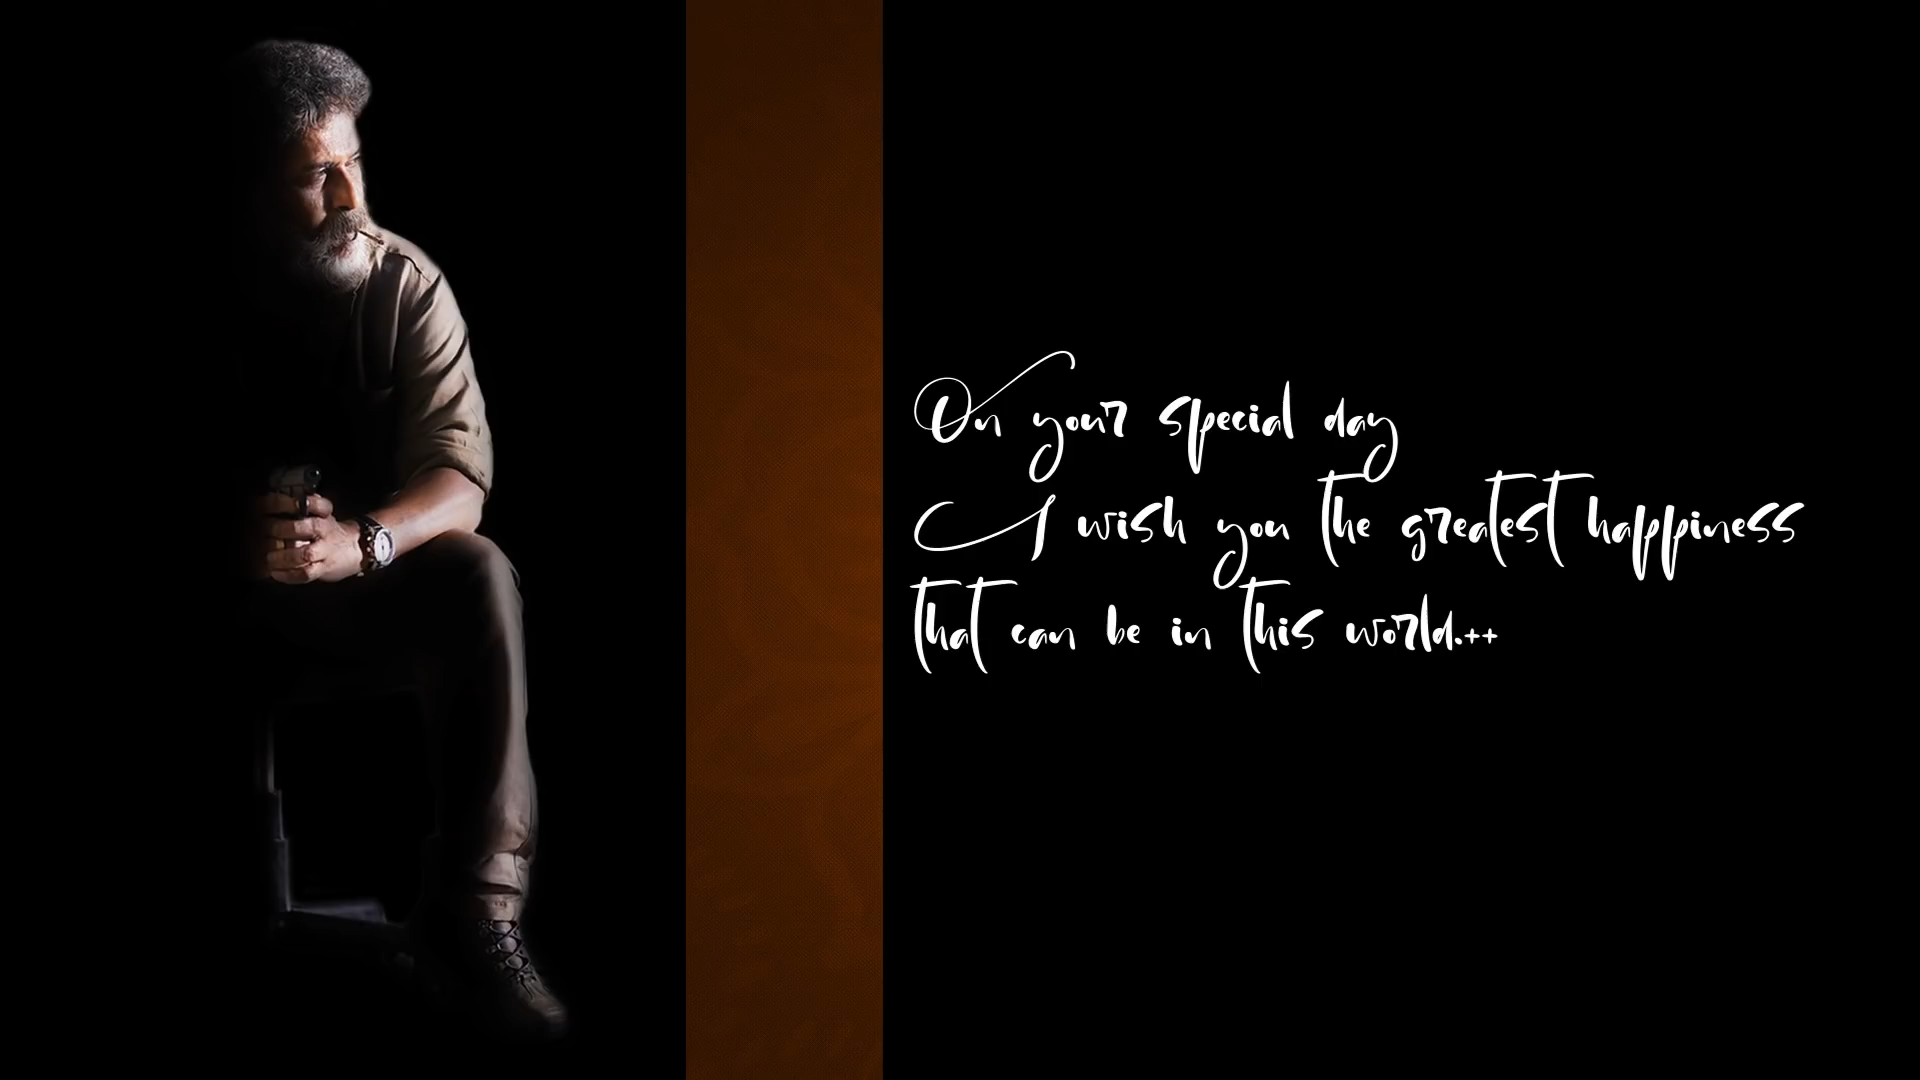 On your special day
I wish you the greatest happiness
that can be in this world.++